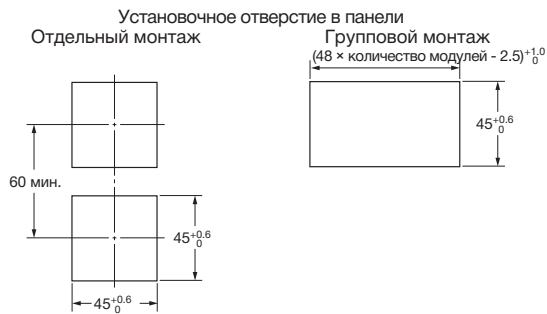 Установочное отверстие в панели
Отдельный монтаж
Групповой монтаж
(48 × количество модулей - 2.5)+1.0 0
45+0.6 0
60 мин.
45+0.6 0
45+0.6 0